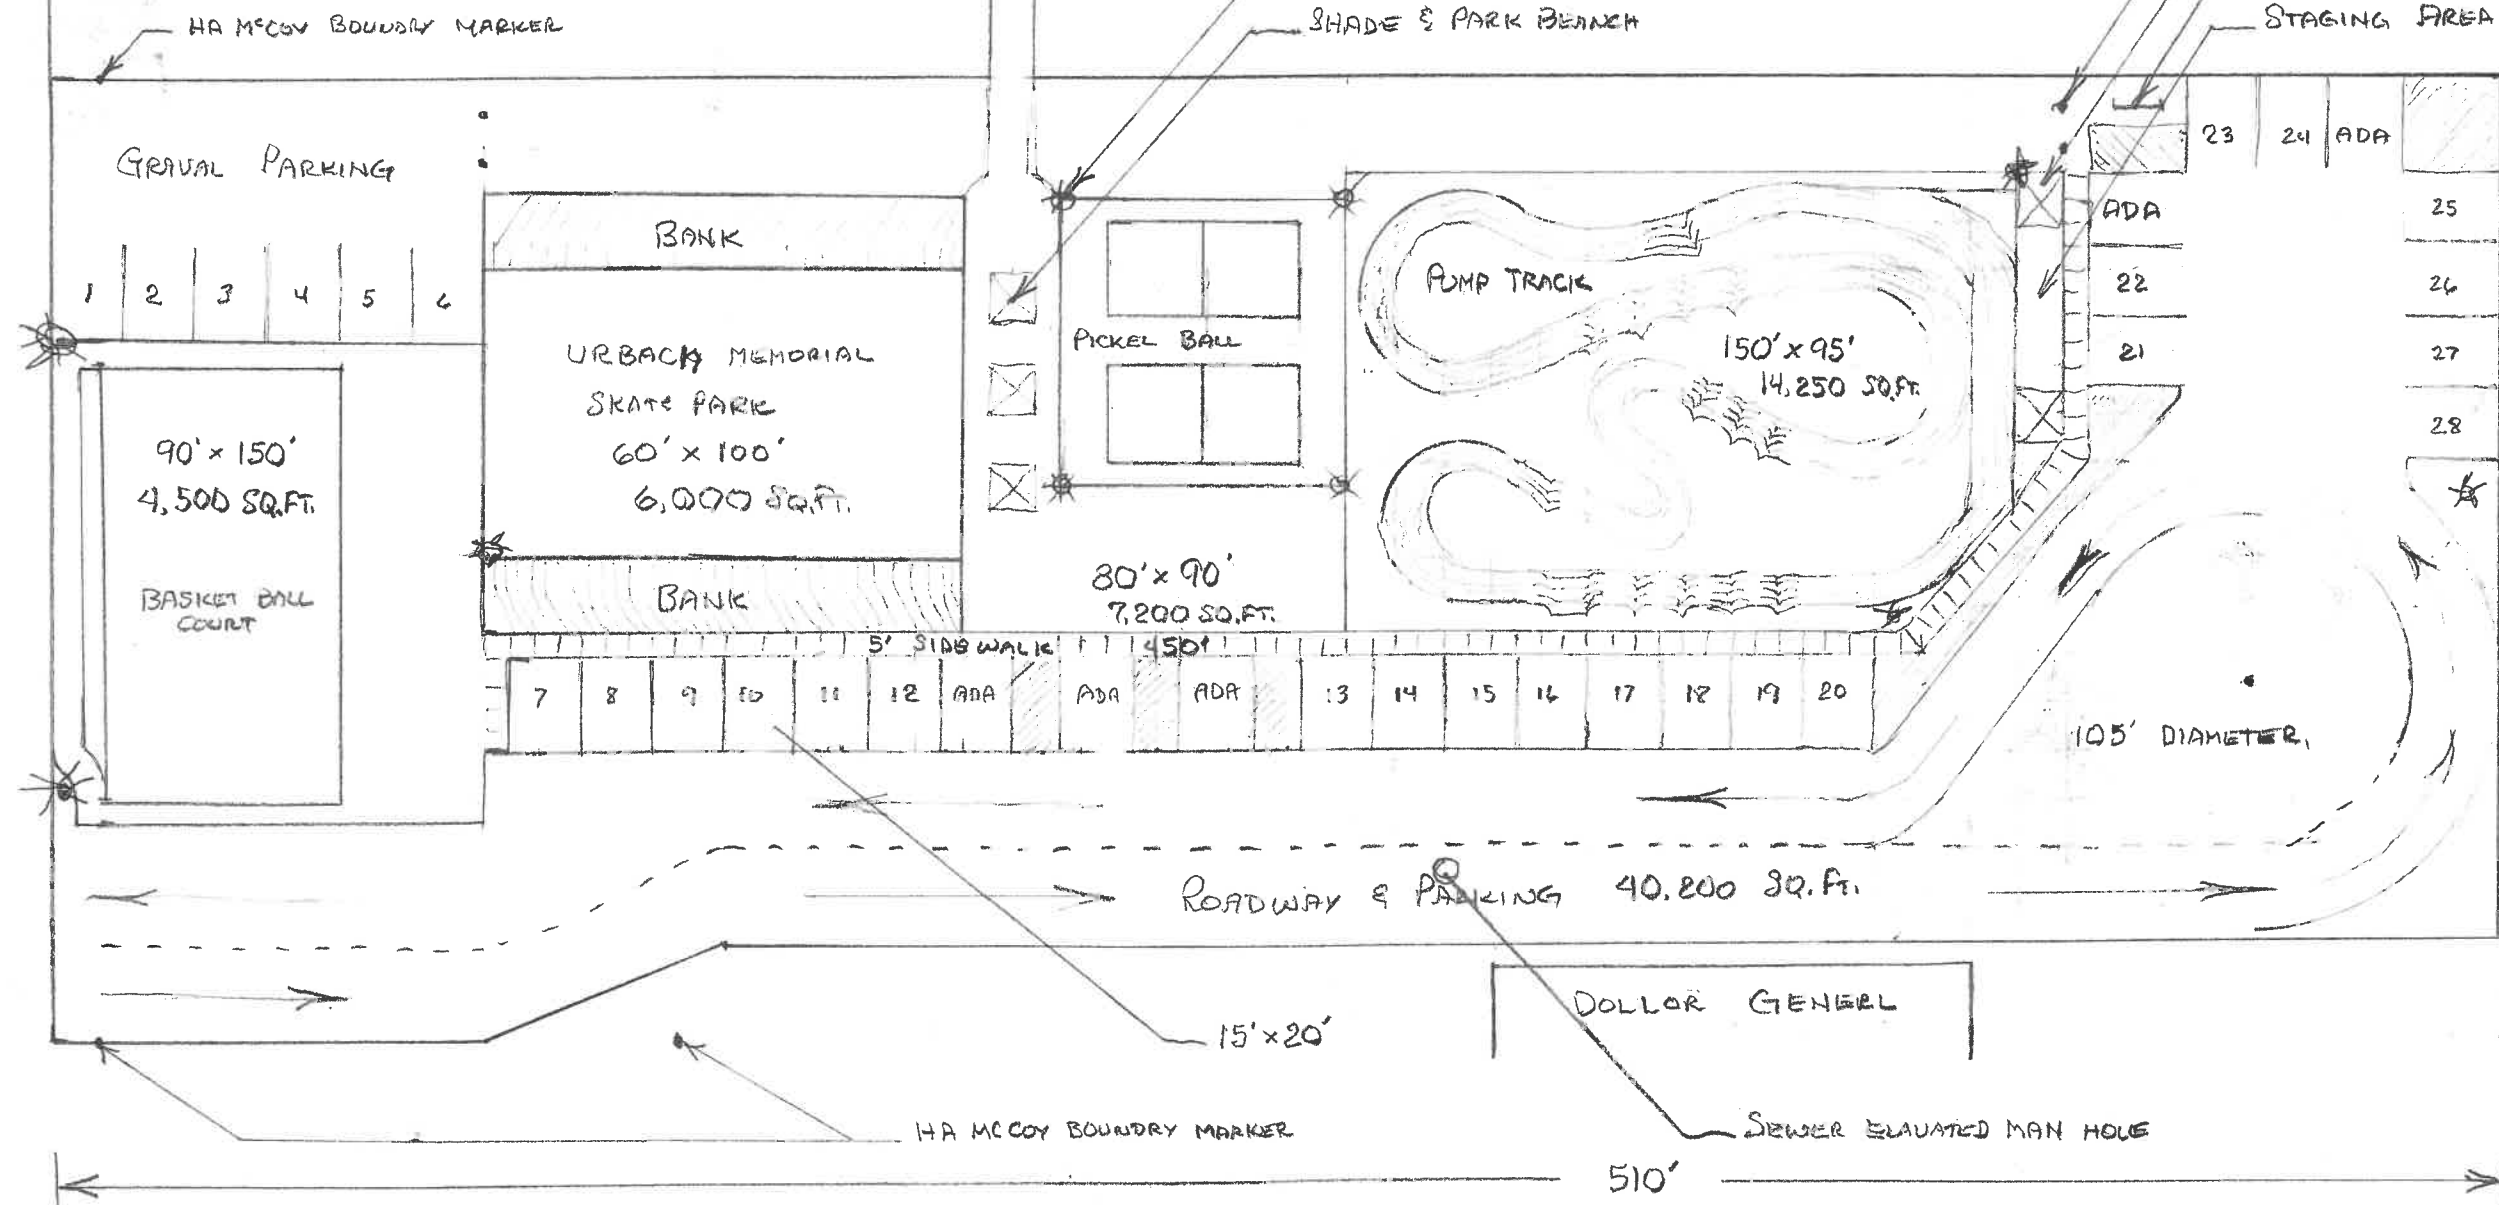 HA McCOY BOUNDRY MARKER
SHADE & PARK BEANCH
STAGING AREA
GRAVAL PARKING
1 2 3 4 5 6
BANK
URBACH MEMORIAL
SKATE PARK
60' x 100'
6,000 SQ.FT.
BANK
90' x 150'
4,500 SQ.FT.
BASKET BALL
COURT
PICKEL BALL
80' x 90'
7,200 SQ.FT.
PUMP TRACK
150' x 95'
14,250 SQ.FT.
23 24 ADA
ADA
22
21
25
26
27
28
5' SIDEWALK 450'
7 8 9 10 11 12 ADA ADA ADA 13 14 15 16 17 18 19 20
105' DIAMETER.
ROADWAY & PARKING 40,200 SQ. FT.
15' x 20'
DOLLOR GENERL
HA MCCOY BOUNDRY MARKER
SEWER ELAVATED MAN HOLE
510'